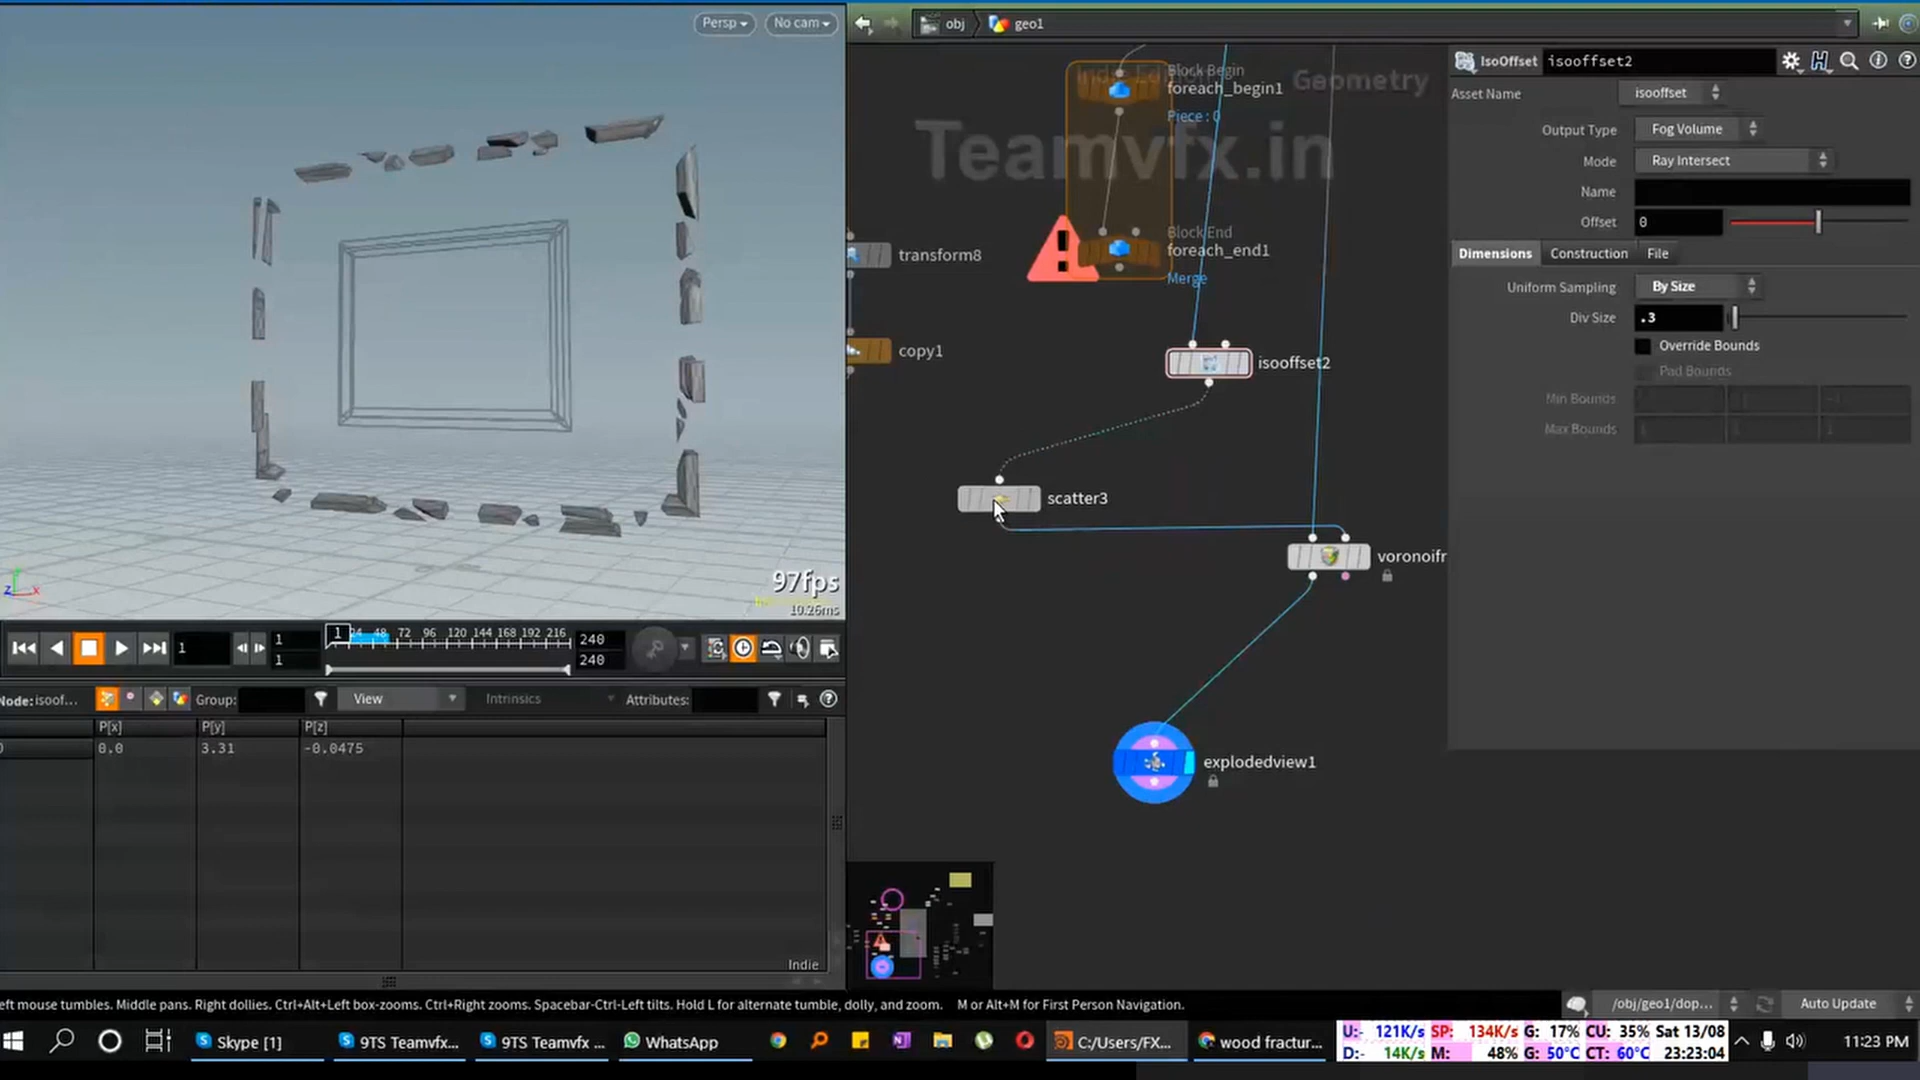 Persp
No cam
obj
geo1
IsoOffset
isooffset2
Asset Name
isooffset
Output Type
Fog Volume
Mode
Ray Intersect
Name
Offset
0
Dimensions
Construction
File
Uniform Sampling
By Size
Div Size
.3
Override Bounds
Pad Bounds
Min Bounds
Max Bounds
Geometry
Block Begin
foreach_begin1
Piece : 0
Teamvfx.in
Block End
foreach_end1
Merge
transform8
copy1
isooffset2
scatter3
voronoifr
explodedview1
97fps
10.26ms
1
1
1
1 24 48 72 96 120 144 168 192 216
240
240
Node: isoof...
Group:
View
Intrinsics
Attributes:
P[x] P[y] P[z]
0 0.0 3.31 -0.0475
Indie
eft mouse tumbles. Middle pans. Right dollies. Ctrl+Alt+Left box-zooms. Ctrl+Right zooms. Spacebar-Ctrl-Left tilts. Hold L for alternate tumble, dolly, and zoom. M or Alt+M for First Person Navigation.
/obj/geo1/dop...
Auto Update
Skype [1]
9TS Teamvfx...
9TS Teamvfx ...
WhatsApp
C:/Users/FX...
wood fractur...
U:- 121K/s SP: 134K/s G: 17% CU: 35% Sat 13/08
D:- 14K/s M: 48% G: 50°C CT: 60°C 23:23:04
11:23 PM